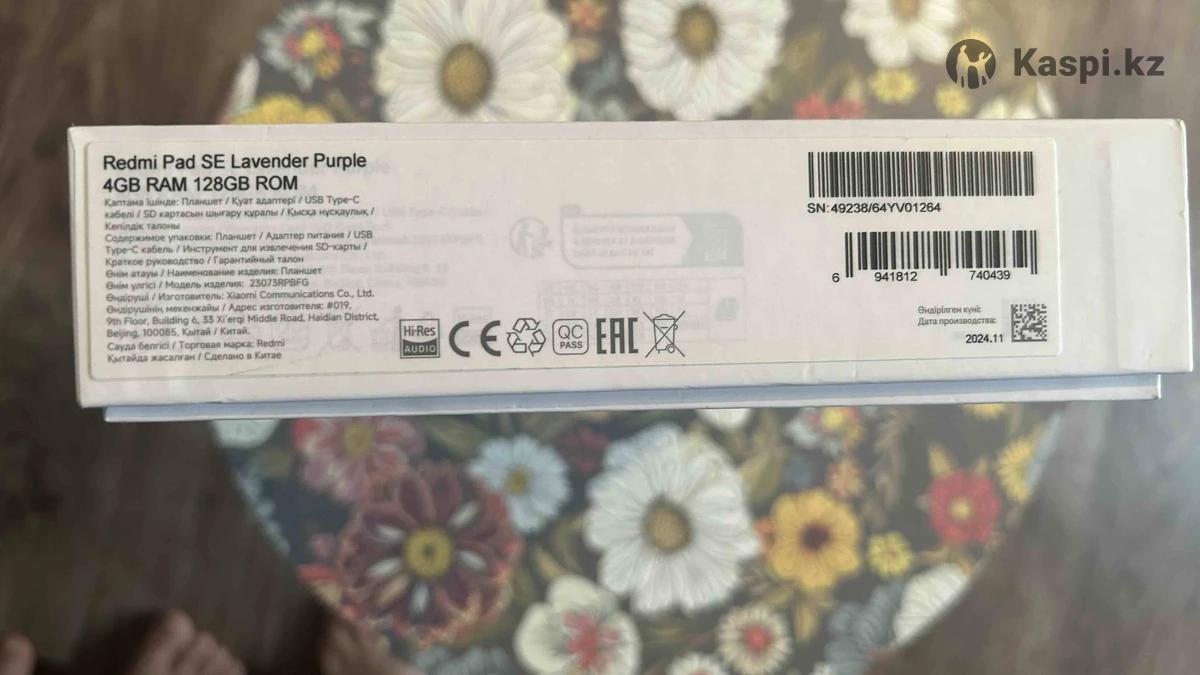 Kaspi.kz
Redmi Pad SE Lavender Purple
4GB RAM 128GB ROM
Қаптама ішінде: Планшет / Қуат адаптері / USB Type-C
кабелі / SD картасын шығару құралы / Қысқа нұсқаулық /
Кепілдік талоны
Содержимое упаковки: Планшет / Адаптер питания / USB
Type-C кабель / Инструмент для извлечения SD-карты /
Краткое руководство / Гарантийный талон
Өнім атауы / Наименование изделия: Планшет
Өнім үлгісі / Модель изделия: 23073RPBFG
Өндіруші / Изготовитель: Xiaomi Communications Co., Ltd.
Өндірушінің мекенжайы / Адрес изготовителя: #019,
9th Floor, Building 6, 33 Xi'erqi Middle Road, Haidian District,
Beijing, 100085, Қытай / Китай.
Сауда белгісі / Торговая марка: Redmi
Қытайда жасалған / Сделано в Китае
Hi-Res
AUDIO
CE
QC
PASS
EAC
SN: 49238/64YV01264
6 941812 740439
Өндірілген күні:
Дата производства:
2024.11